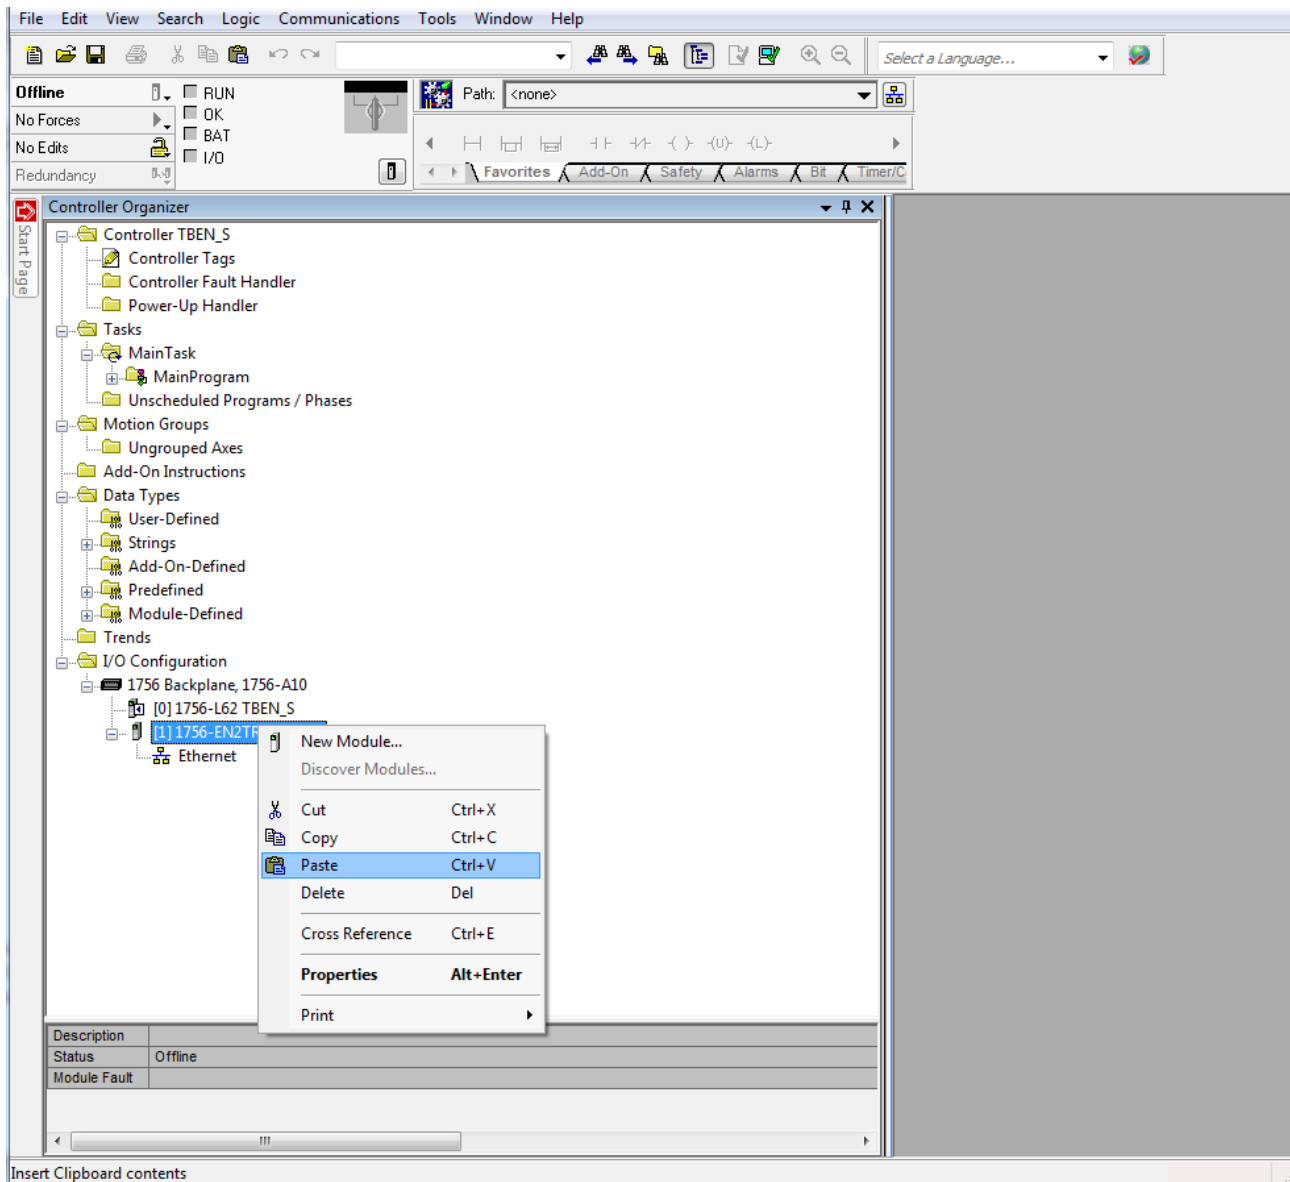 File Edit View Search Logic Communications Tools Window Help
Select a Language...
Offline
RUN
No Forces
OK
No Edits
BAT
I/O
Redundancy
Path: <none>
Favorites Add-On Safety Alarms Bit Timer/C
Start Page
Controller Organizer
Controller TBEN_S
Controller Tags
Controller Fault Handler
Power-Up Handler
Tasks
MainTask
MainProgram
Unscheduled Programs / Phases
Motion Groups
Ungrouped Axes
Add-On Instructions
Data Types
User-Defined
Strings
Add-On-Defined
Predefined
Module-Defined
Trends
I/O Configuration
1756 Backplane, 1756-A10
[0] 1756-L62 TBEN_S
[1] 1756-EN2TR
Ethernet
New Module...
Discover Modules...
Cut Ctrl+X
Copy Ctrl+C
Paste Ctrl+V
Delete Del
Cross Reference Ctrl+E
Properties Alt+Enter
Print
Description
Status Offline
Module Fault
Insert Clipboard contents